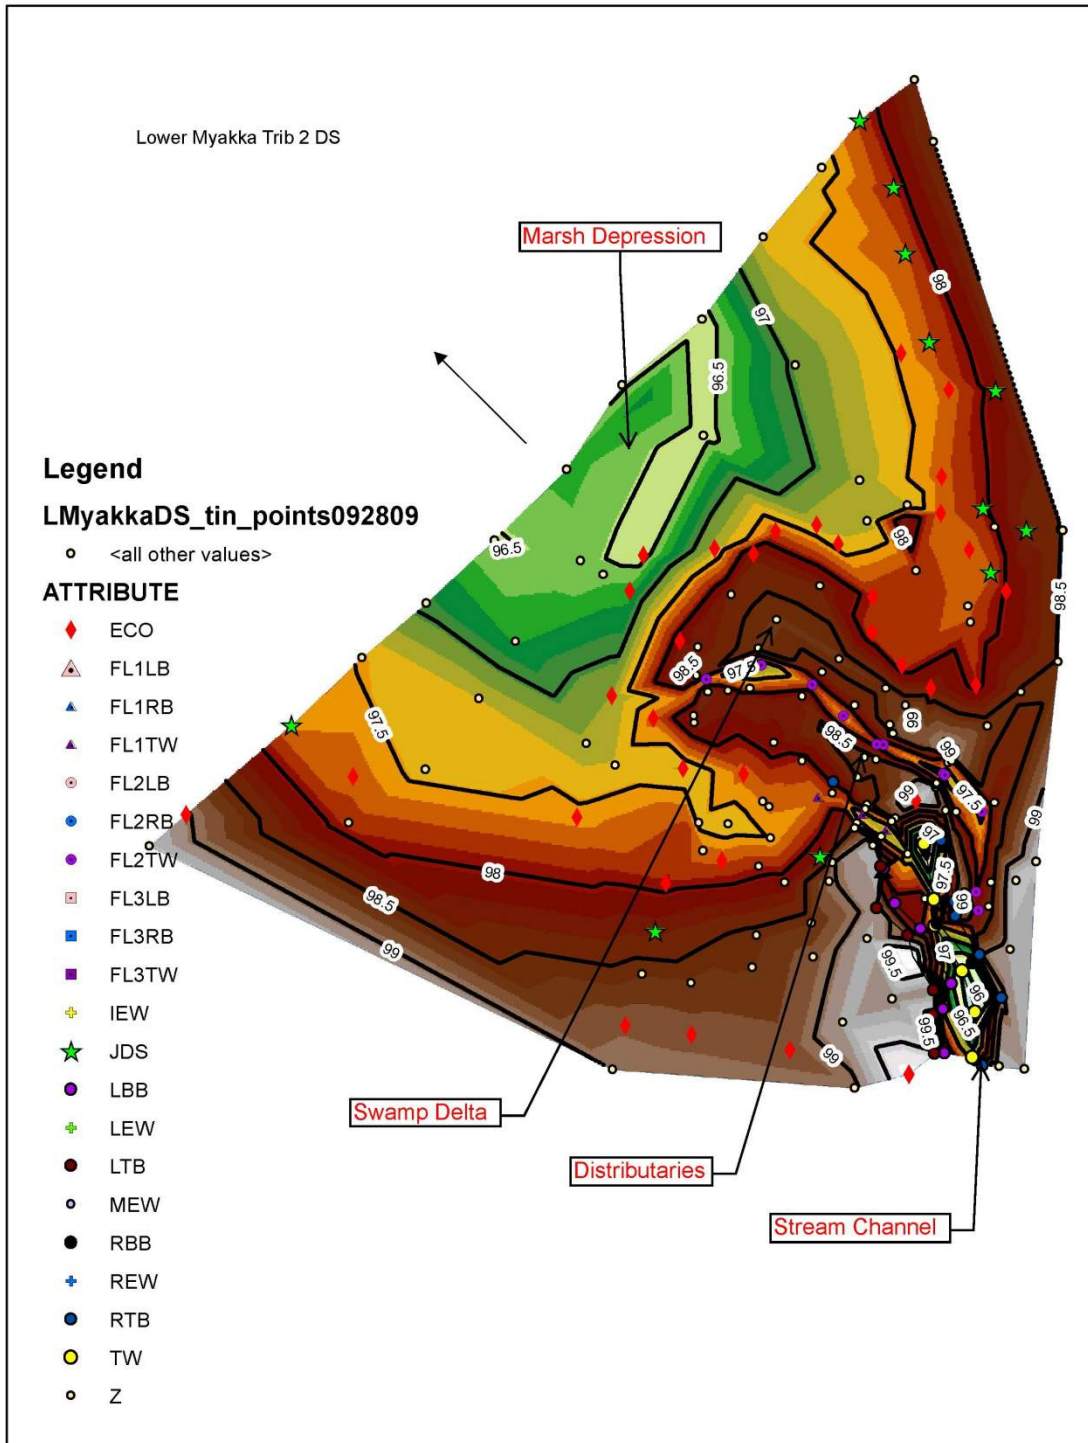 Lower Myakka Trib 2 DS
Marsh Depression
98
97
96.5
96.5
98
98.5
98.5
97.5
99
98.5
99
97.5
99
99
97.5
97
97.5
98
98.5
99
99
99.5
97
96
96.5
99.5
99
Legend
LMyakkaDS_tin_points092809
<all other values>
ATTRIBUTE
ECO
FL1LB
FL1RB
FL1TW
FL2LB
FL2RB
FL2TW
FL3LB
FL3RB
FL3TW
IEW
JDS
LBB
LEW
LTB
MEW
RBB
REW
RTB
TW
Z
Swamp Delta
Distributaries
Stream Channel